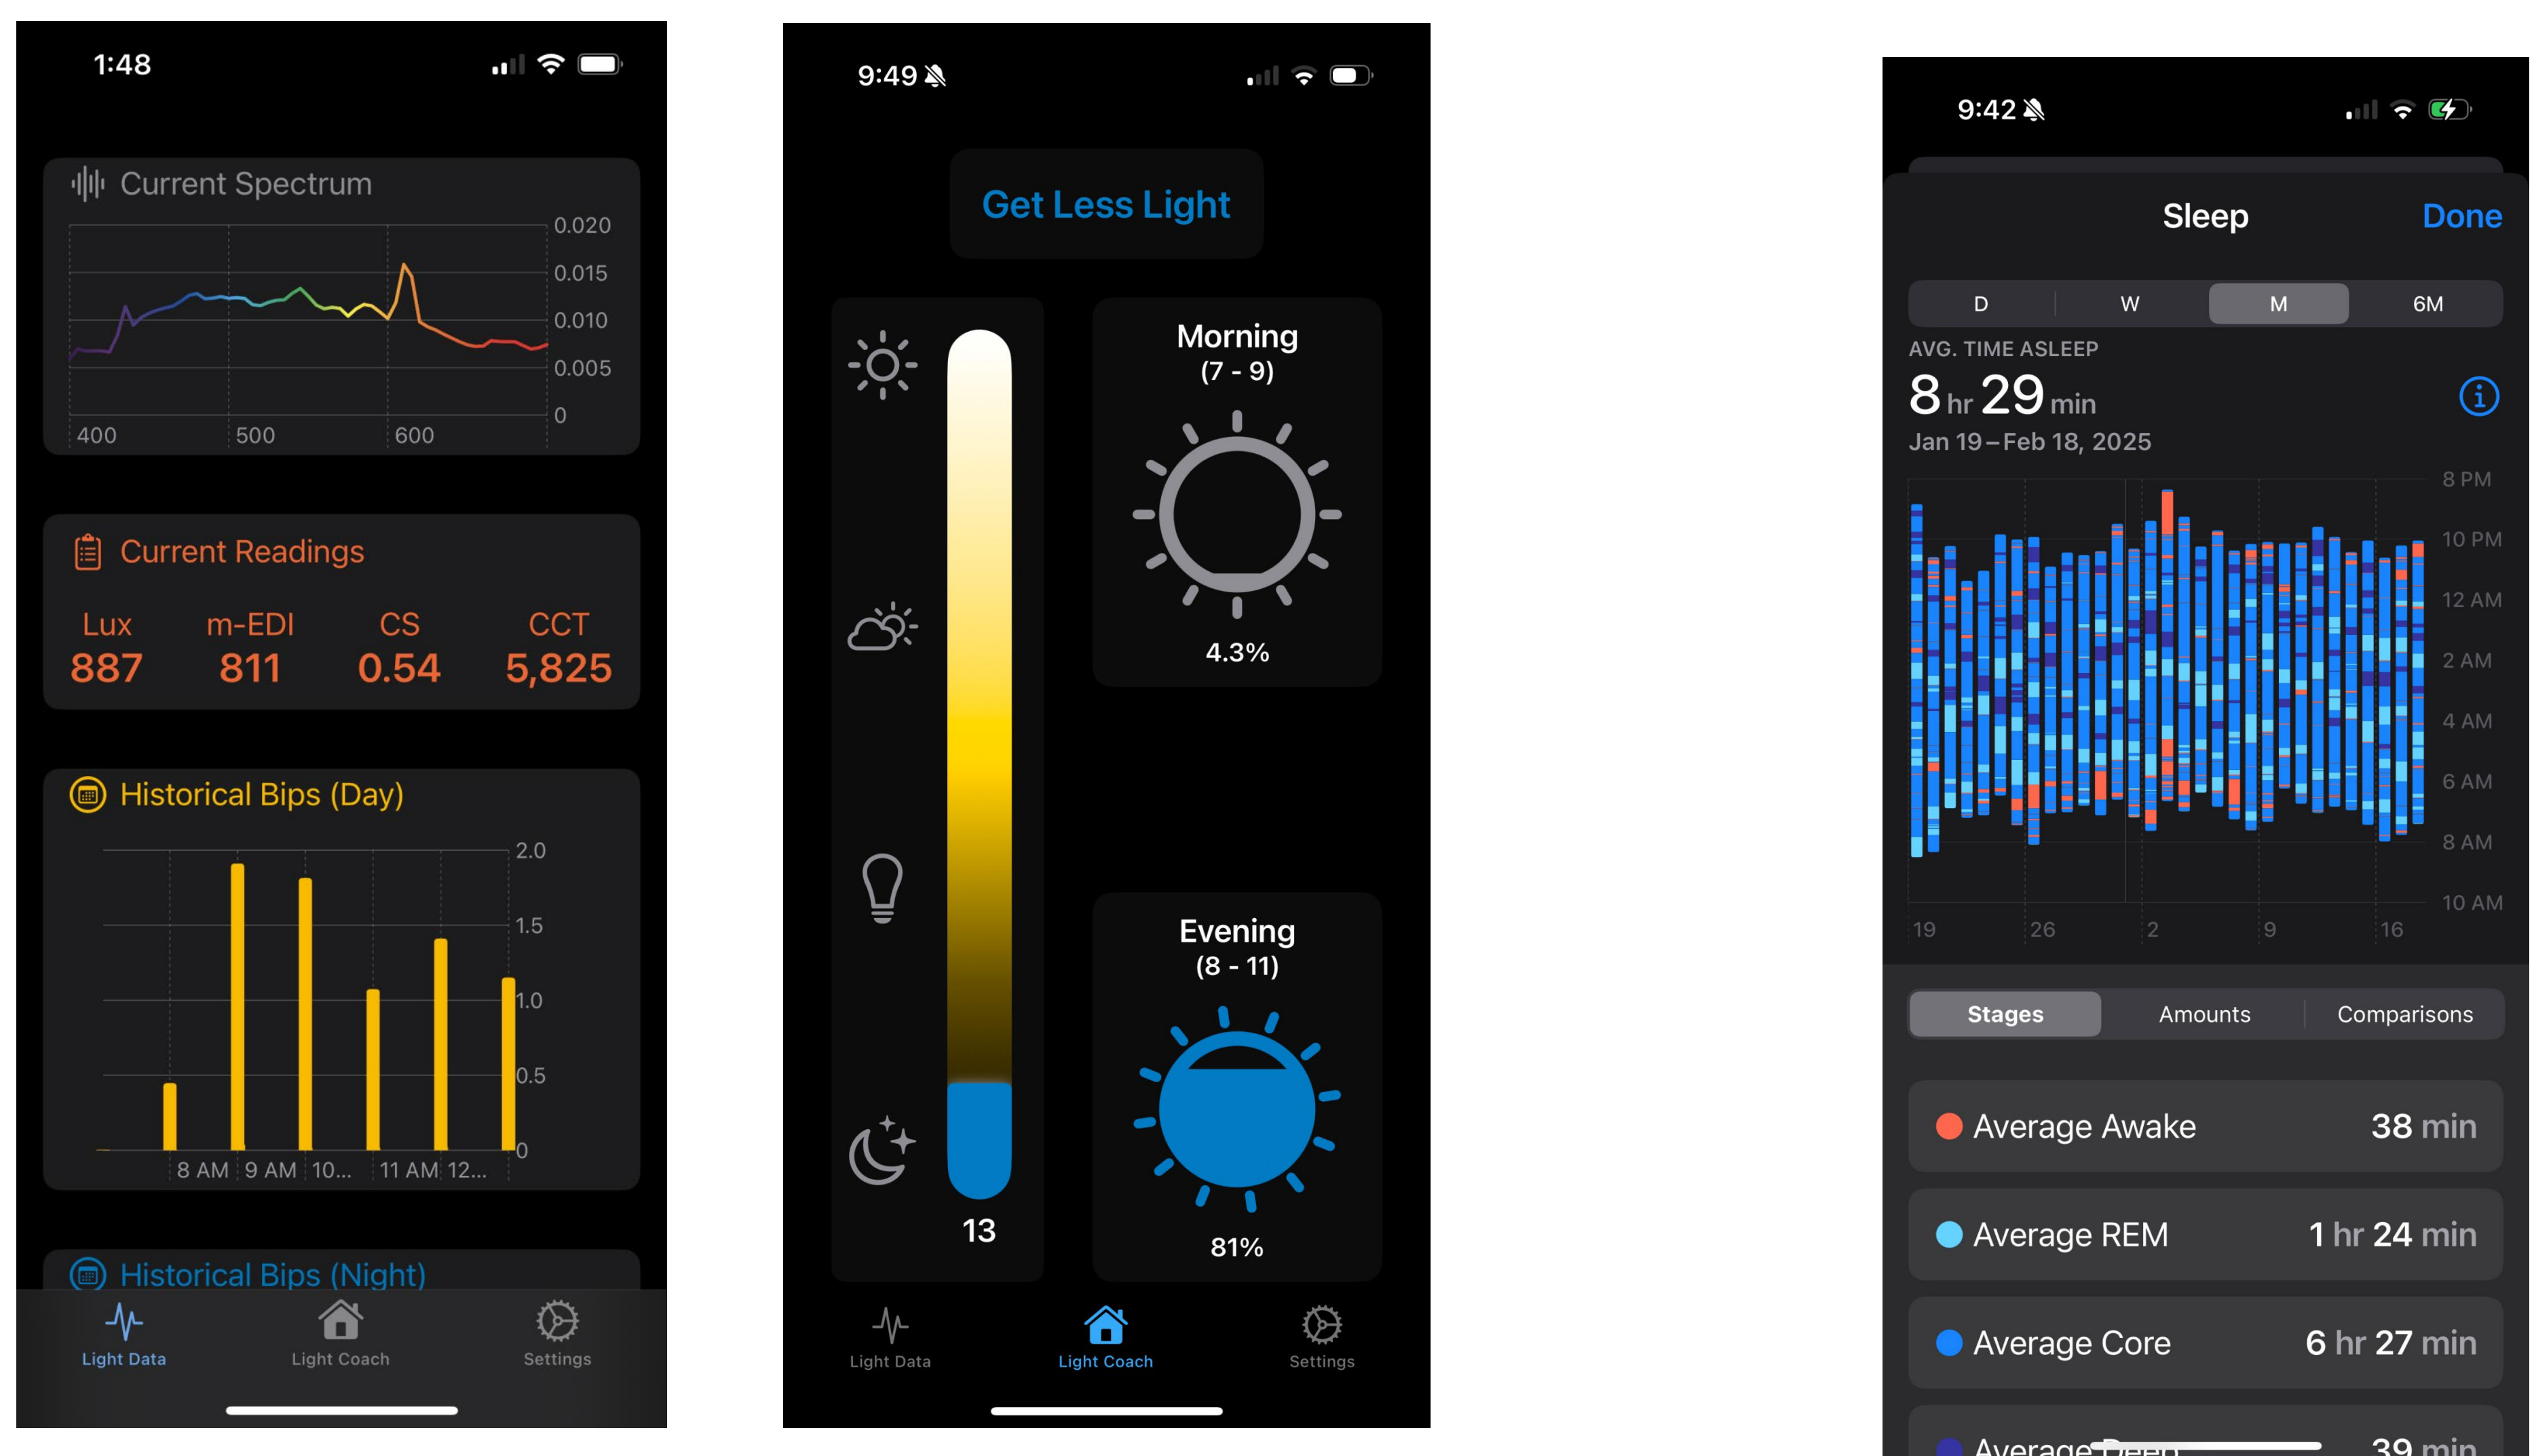 1:48
Current Spectrum
0.020
0.015
0.010
0.005
0
400 500 600
Current Readings
Lux m-EDI CS CCT
887 811 0.54 5,825
Historical Bips (Day)
2.0
1.5
1.0
0.5
0
8 AM 9 AM 10... 11 AM 12...
Historical Bips (Night)
Light Data Light Coach Settings
9:49
Get Less Light
Morning
(7 - 9)
4.3%
Evening
(8 - 11)
81%
13
Light Data Light Coach Settings
9:42
Sleep Done
D W M 6M
AVG. TIME ASLEEP
8 hr 29 min
Jan 19 – Feb 18, 2025
8 PM
10 PM
12 AM
2 AM
4 AM
6 AM
8 AM
10 AM
19 26 2 9 16
Stages Amounts Comparisons
Average Awake 38 min
Average REM 1 hr 24 min
Average Core 6 hr 27 min
Average Deep 39 min